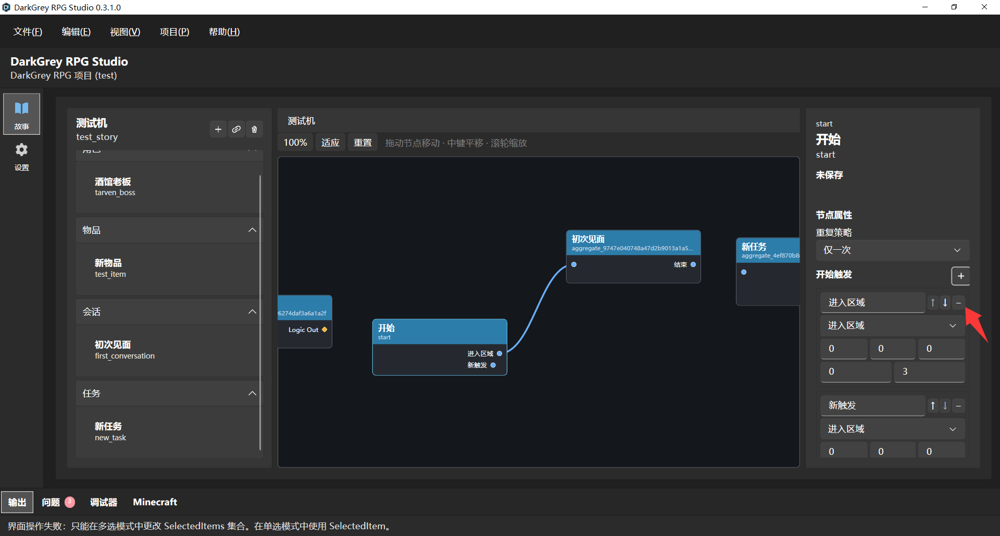 DarkGrey RPG Studio 0.3.1.0
文件(F)
编辑(E)
视图(V)
项目(P)
帮助(H)
DarkGrey RPG Studio
DarkGrey RPG 项目 (test)
故事
设置
测试机
test_story
角色
酒馆老板
tarven_boss
物品
新物品
test_item
会话
初次见面
first_conversation
任务
新任务
new_task
测试机
100%
适应
重置
拖动节点移动 · 中键平移 · 滚轮缩放
6274daf3a6a1a2f
Logic Out
开始
start
进入区域
新触发
初次见面
aggregate_9747e040748a47d2b9013a1a5...
结束
新任务
aggregate_4ef870b8
start
开始
start
未保存
节点属性
重复策略
仅一次
开始触发
+
进入区域
↑ ↓ −
进入区域
0 0 0
0 3
新触发
↑ ↓ −
进入区域
0 0 0
输出
问题 3
调试器
Minecraft
界面操作失败：只能在多选模式中更改 SelectedItems 集合。在单选模式中使用 SelectedItem。